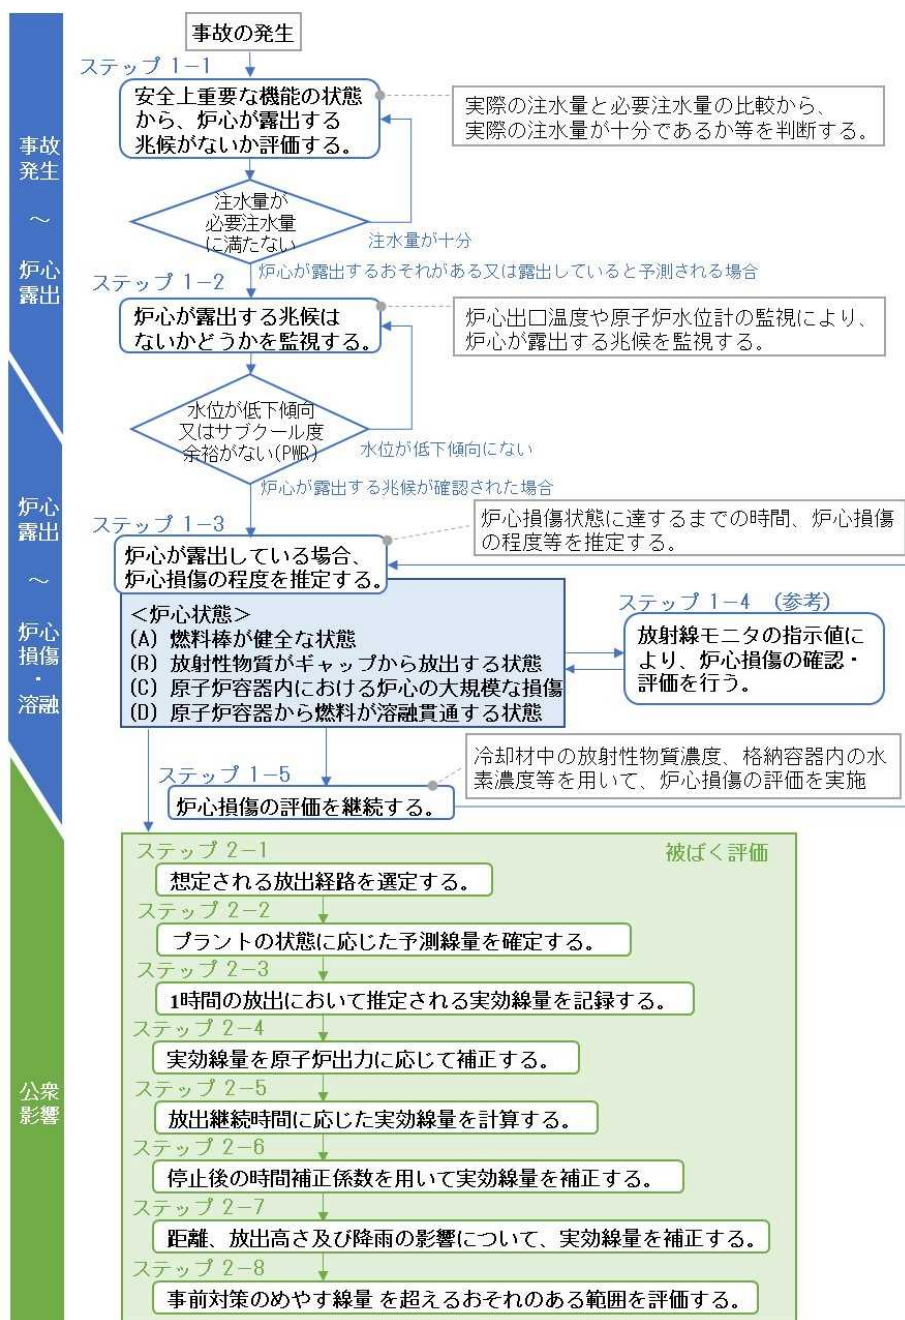 事故の発生
ステップ 1-1
安全上重要な機能の状態
から、炉心が露出する
兆候がないか評価する。
実際の注水量と必要注水量の比較から、
実際の注水量が十分であるか等を判断する。
事故
発生
～
炉心
露出
注水量が
必要注水量
に満たない
注水量が十分
炉心が露出するおそれがある又は露出していると予測される場合
ステップ 1-2
炉心が露出する兆候は
ないかどうかを監視する。
炉心出口温度や原子炉水位計の監視により、
炉心が露出する兆候を監視する。
水位が低下傾向
又はサブクール度
余裕がない(PWR)
水位が低下傾向にない
炉心が露出する兆候が確認された場合
炉心
露出
～
炉心
損傷
・
溶融
ステップ 1-3
炉心が露出している場合、
炉心損傷の程度を推定する。
炉心損傷状態に達するまでの時間、炉心損傷
の程度等を推定する。
＜炉心状態＞
(A) 燃料棒が健全な状態
(B) 放射性物質がギャップから放出する状態
(C) 原子炉容器内における炉心の大規模な損傷
(D) 原子炉容器から燃料が溶融貫通する状態
ステップ 1-4 (参考)
放射線モニタの指示値に
より、炉心損傷の確認・
評価を行う。
ステップ 1-5
炉心損傷の評価を継続する。
冷却材中の放射性物質濃度、格納容器内の水
素濃度等を用いて、炉心損傷の評価を実施
公衆
影響
被ばく評価
ステップ 2-1
想定される放出経路を選定する。
ステップ 2-2
プラントの状態に応じた予測線量を確定する。
ステップ 2-3
1時間の放出において推定される実効線量を記録する。
ステップ 2-4
実効線量を原子炉出力に応じて補正する。
ステップ 2-5
放出継続時間に応じた実効線量を計算する。
ステップ 2-6
停止後の時間補正係数を用いて実効線量を補正する。
ステップ 2-7
距離、放出高さ及び降雨の影響について、実効線量を補正する。
ステップ 2-8
事前対策のめやす線量 を超えるおそれのある範囲を評価する。